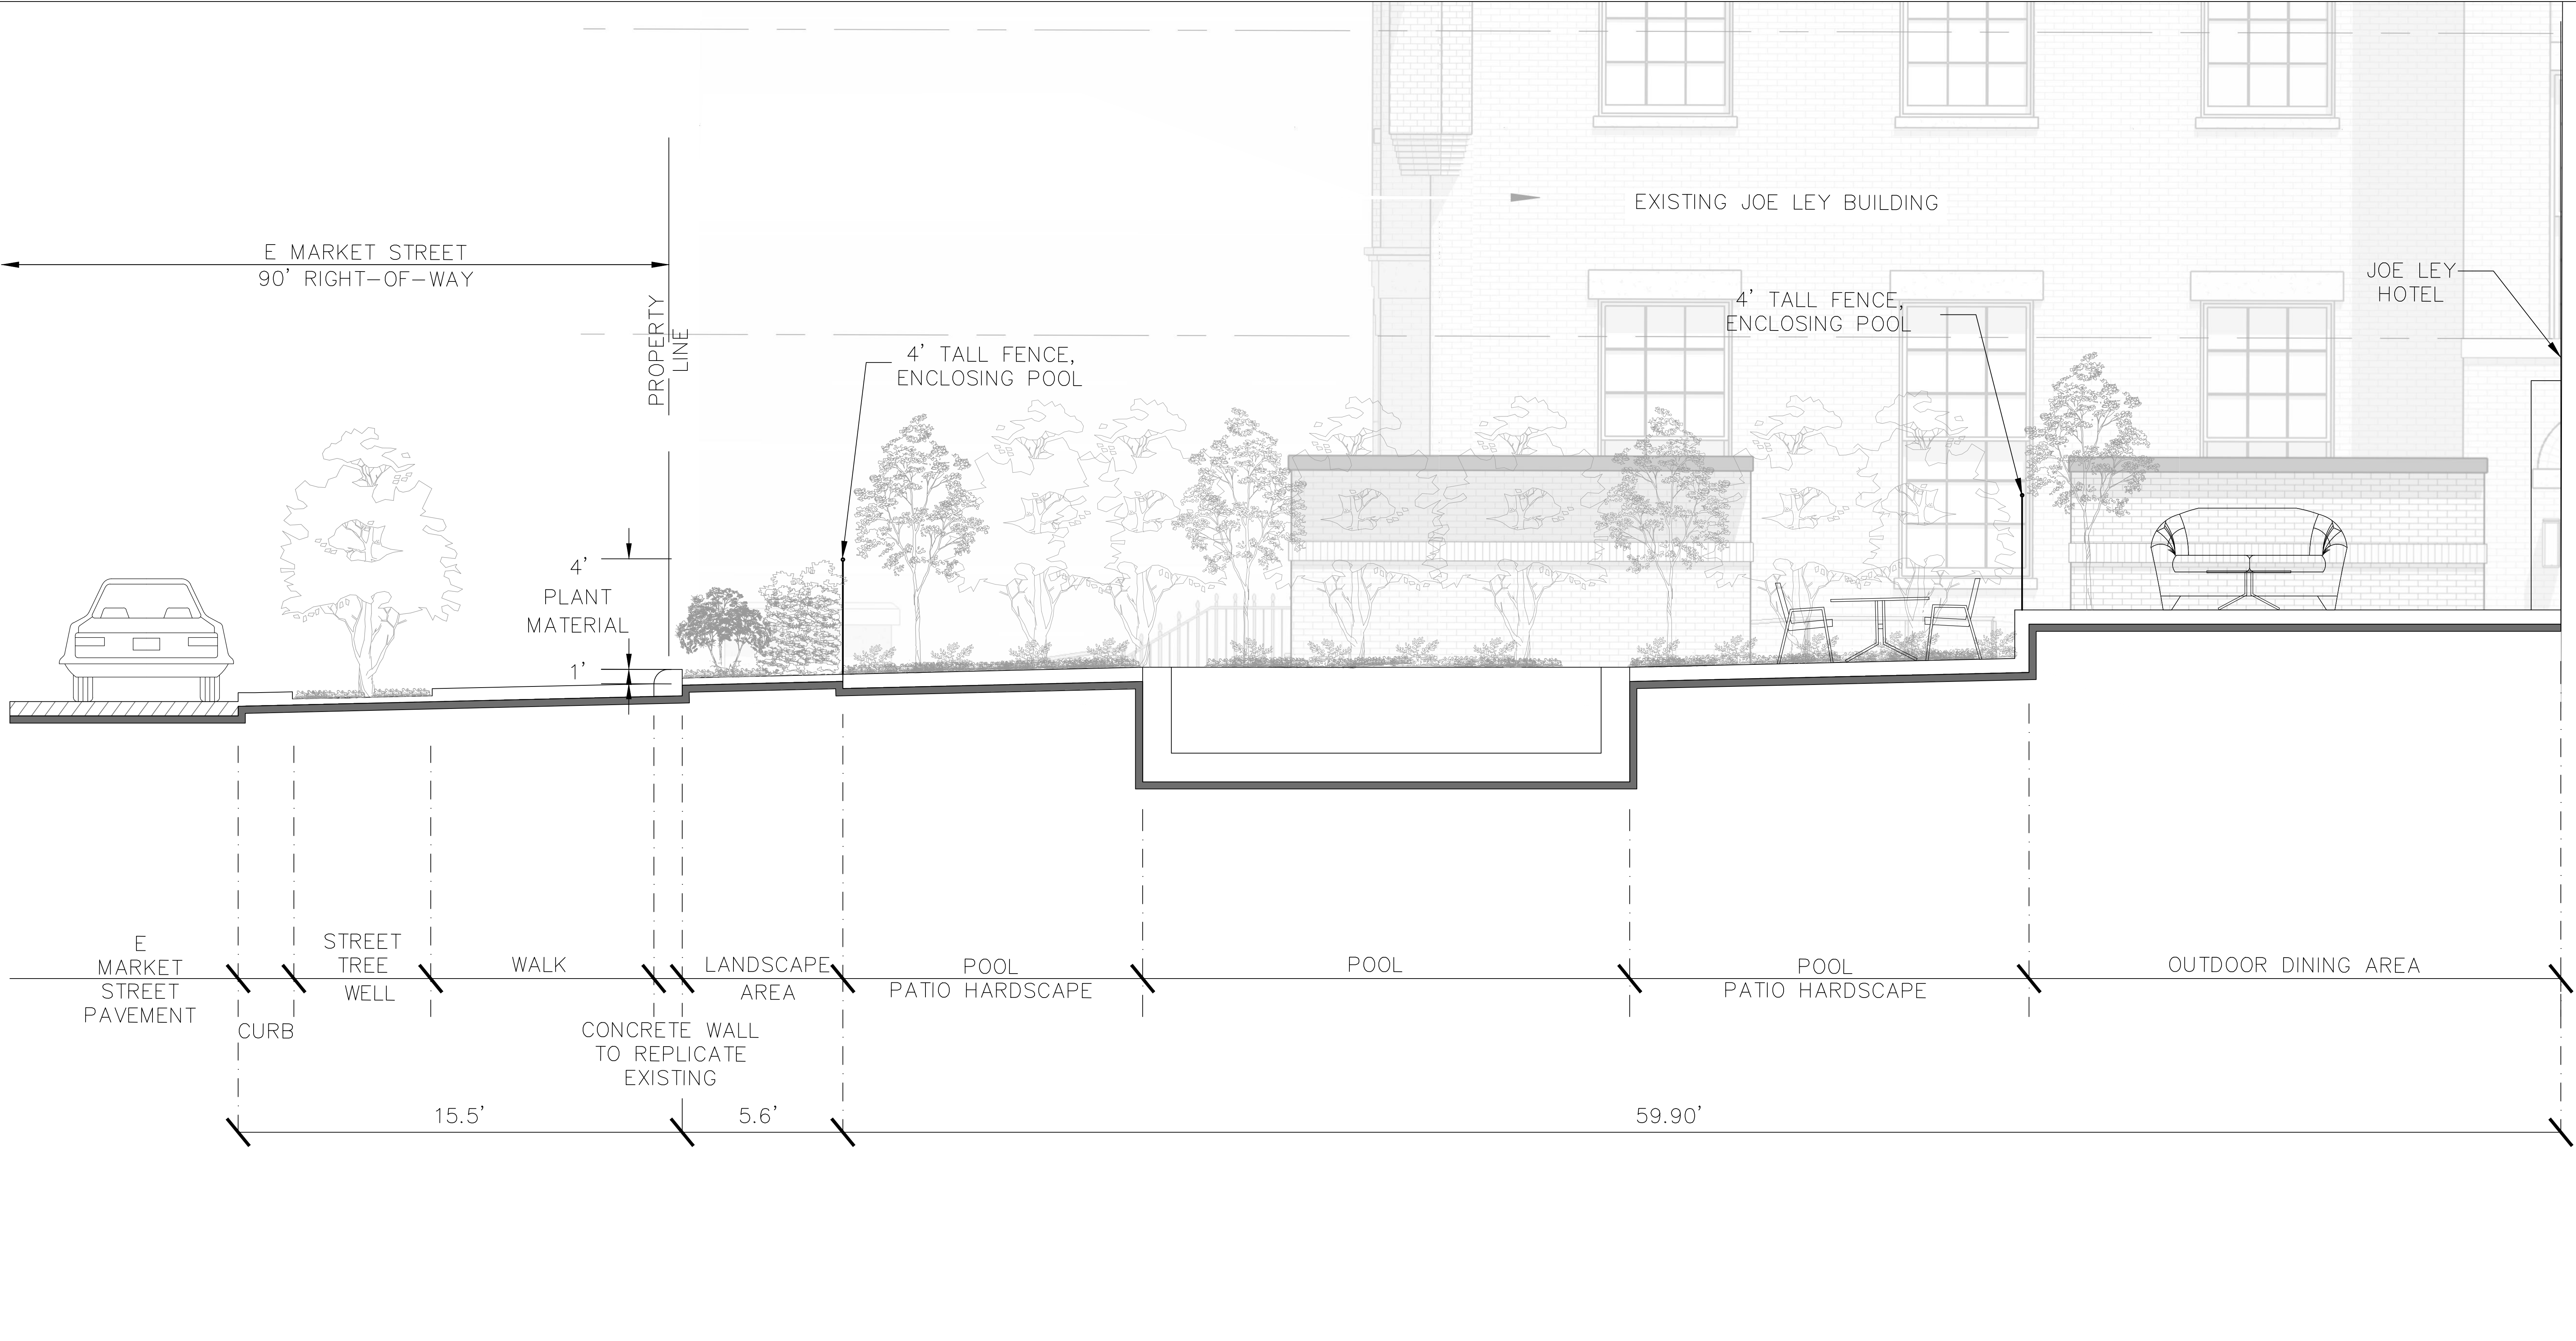 EXISTING JOE LEY BUILDING
E MARKET STREET
90' RIGHT-OF-WAY
PROPERTY
LINE
JOE LEY
HOTEL
4' TALL FENCE,
ENCLOSING POOL
4' TALL FENCE,
ENCLOSING POOL
4'
PLANT
MATERIAL
1'
E
MARKET
STREET
PAVEMENT
CURB
STREET
TREE
WELL
WALK
CONCRETE WALL
TO REPLICATE
EXISTING
LANDSCAPE
AREA
POOL
PATIO HARDSCAPE
POOL
POOL
PATIO HARDSCAPE
OUTDOOR DINING AREA
15.5'
5.6'
59.90'